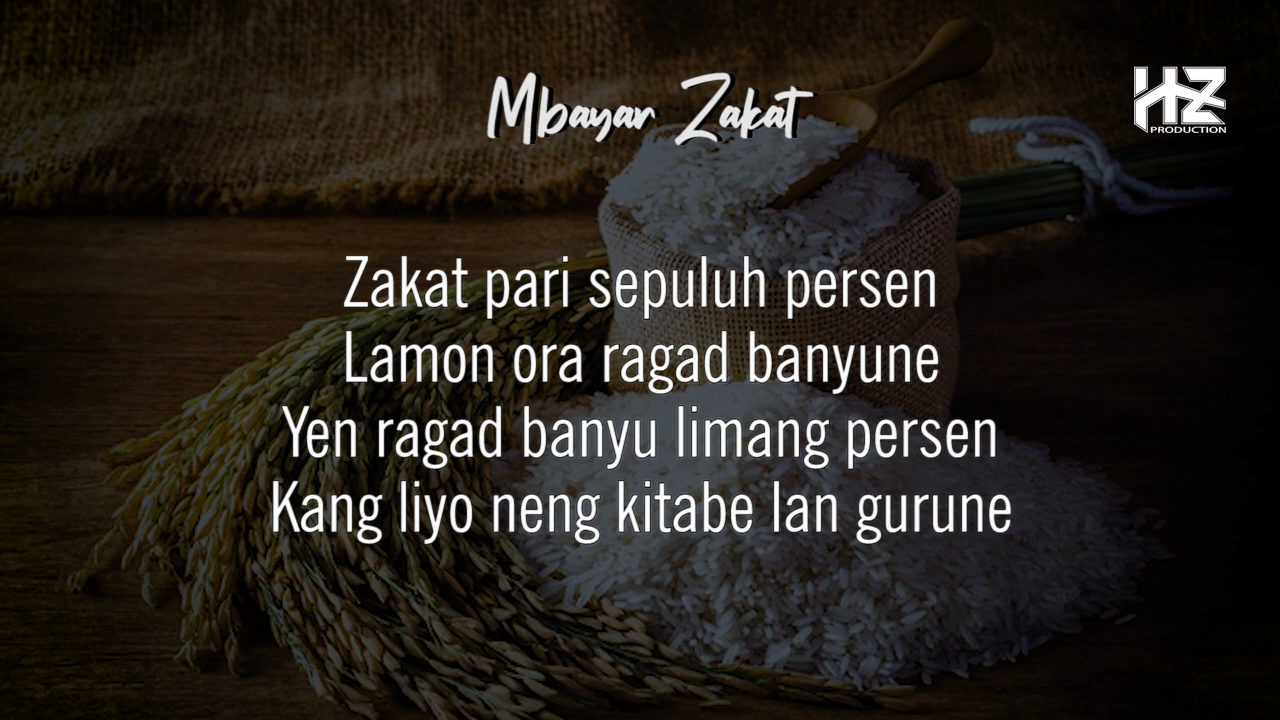 Mbayar Zakat
HZ
PRODUCTION
Zakat pari sepuluh persen
Lamon ora ragad banyune
Yen ragad banyu limang persen
Kang liyo neng kitabe lan gurune